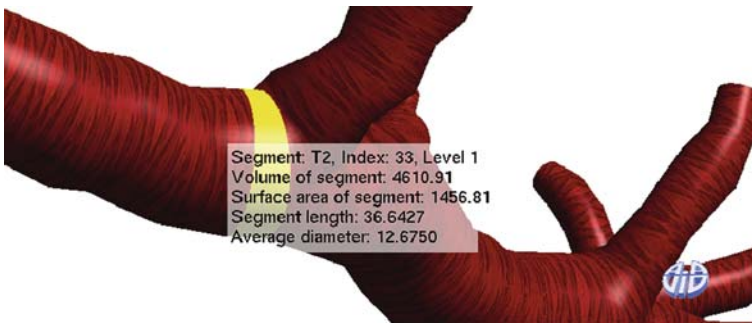 Segment: T2, Index: 33, Level 1
Volume of segment: 4610.91
Surface area of segment: 1456.81
Segment length: 36.6427
Average diameter: 12.6750